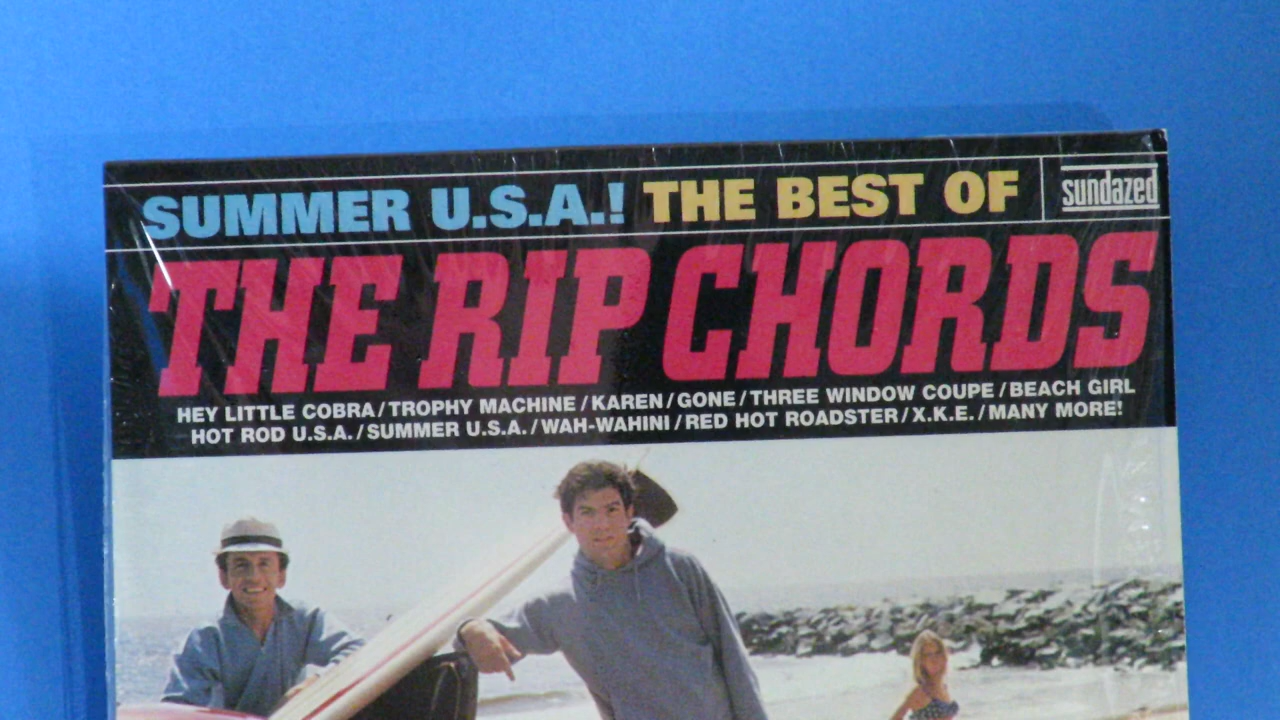 SUMMER U.S.A.! THE BEST OF
sundazed
THE RIP CHORDS
HEY LITTLE COBRA / TROPHY MACHINE / KAREN / GONE / THREE WINDOW COUPE / BEACH GIRL
HOT ROD U.S.A. / SUMMER U.S.A. / WAH-WAHINI / RED HOT ROADSTER / X.K.E. / MANY MORE!